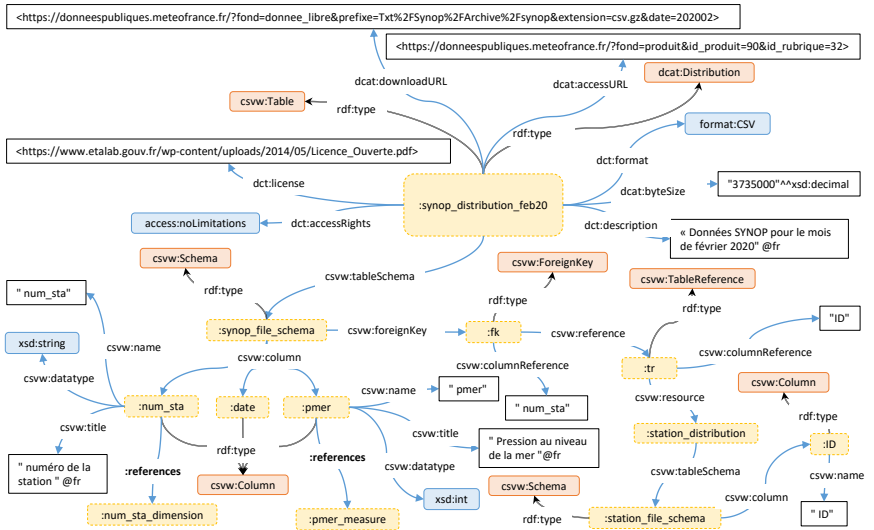 <https://donneespubliques.meteofrance.fr/?fond=donnee_libre&prefixe=Txt%2FSynop%2FArchive%2Fsynop&extension=csv.gz&date=202002>
<https://donneespubliques.meteofrance.fr/?fond=produit&id_produit=90&id_rubrique=32>
dcat:downloadURL
dcat:accessURL
dcat:Distribution
csvw:Table
rdf:type
rdf:type
format:CSV
<https://www.etalab.gouv.fr/wp-content/uploads/2014/05/Licence_Ouverte.pdf>
dct:format
dct:license
:synop_distribution_feb20
dcat:byteSize
"3735000"^^xsd:decimal
access:noLimitations
dct:accessRights
dct:description
« Données SYNOP pour le mois
de février 2020" @fr
csvw:Schema
csvw:ForeignKey
csvw:tableSchema
csvw:TableReference
" num_sta"
rdf:type
rdf:type
rdf:type
"ID"
:synop_file_schema
csvw:foreignKey
:fk
csvw:reference
xsd:string
csvw:name
csvw:column
csvw:columnReference
csvw:columnReference
:tr
csvw:datatype
csvw:name
" pmer"
csvw:resource
csvw:Column
:num_sta
:date
:pmer
" num_sta"
rdf:type
csvw:title
csvw:title
:station_distribution
:ID
rdf:type
" Pression au niveau
de la mer "@fr
" numéro de la
station " @fr
:references
:references
csvw:datatype
csvw:tableSchema
csvw:name
csvw:Column
csvw:Schema
csvw:column
xsd:int
:num_sta_dimension
:pmer_measure
rdf:type
:station_file_schema
" ID"